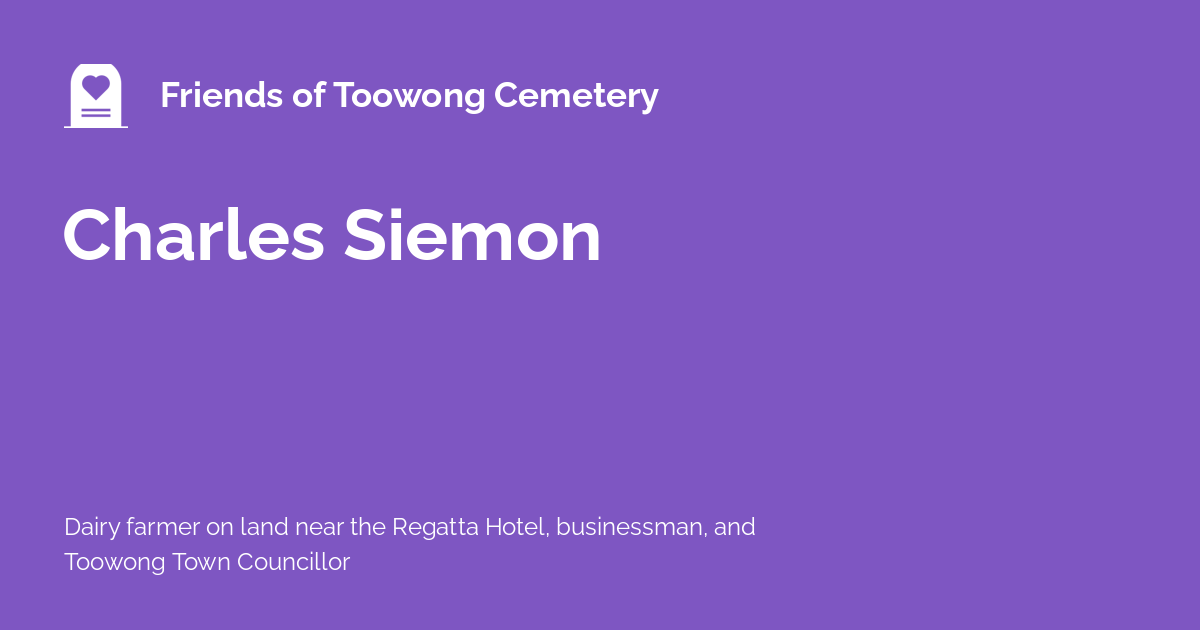 Friends of Toowong Cemetery
Charles Siemon
Dairy farmer on land near the Regatta Hotel, businessman, and
Toowong Town Councillor